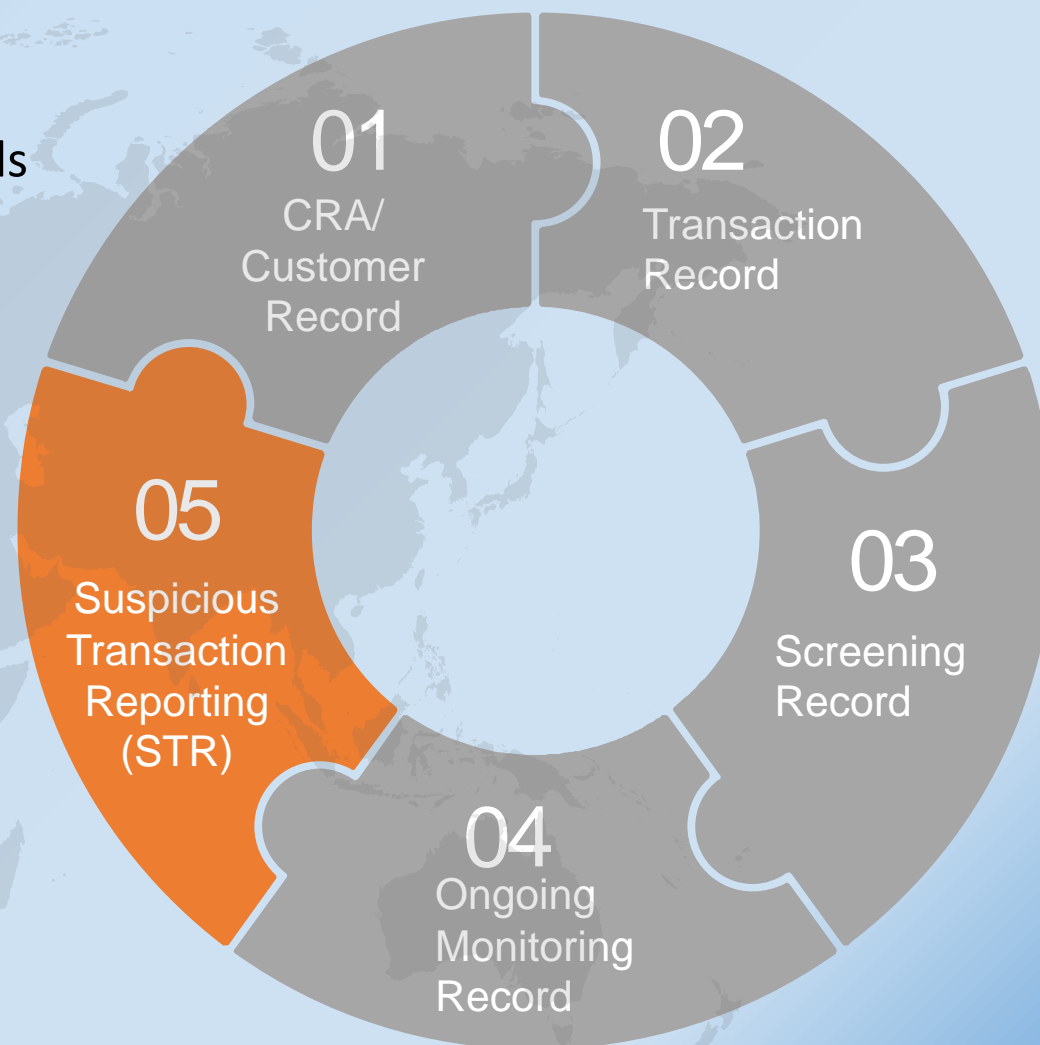 01
CRA/
Customer
Record
02
Transaction
Record
03
Screening
Record
04
Ongoing
Monitoring
Record
05
Suspicious
Transaction
Reporting
(STR)